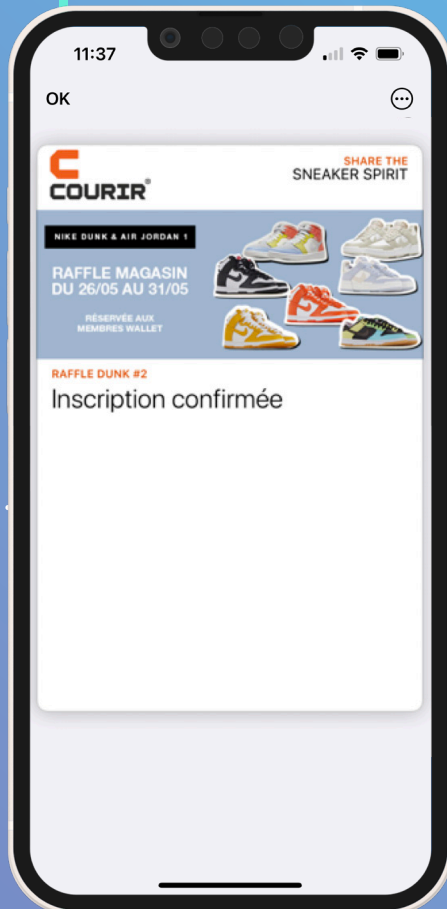 11:37
OK
COURIR®
SHARE THE
SNEAKER SPIRIT
NIKE DUNK & AIR JORDAN 1
RAFFLE MAGASIN
DU 26/05 AU 31/05
RÉSERVÉE AUX
MEMBRES WALLET
RAFFLE DUNK #2
Inscription confirmée